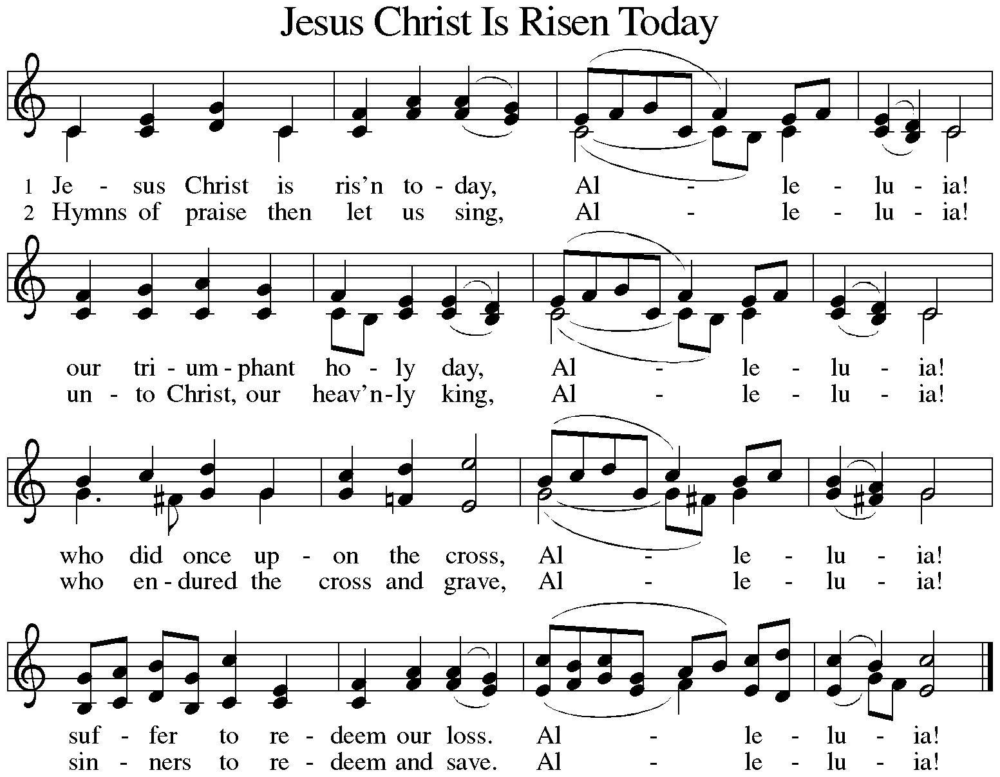 Jesus Christ Is Risen Today
1 Je - sus Christ is ris’n to - day, Al - le - lu - ia!
2 Hymns of praise then let us sing, Al - le - lu - ia!
our tri - um - phant ho - ly day, Al - le - lu - ia!
un - to Christ, our heav’n - ly king, Al - le - lu - ia!
who did once up - on the cross, Al - le - lu - ia!
who en - dured the cross and grave, Al - le - lu - ia!
suf - fer to re - deem our loss. Al - le - lu - ia!
sin - ners to re - deem and save. Al - le - lu - ia!